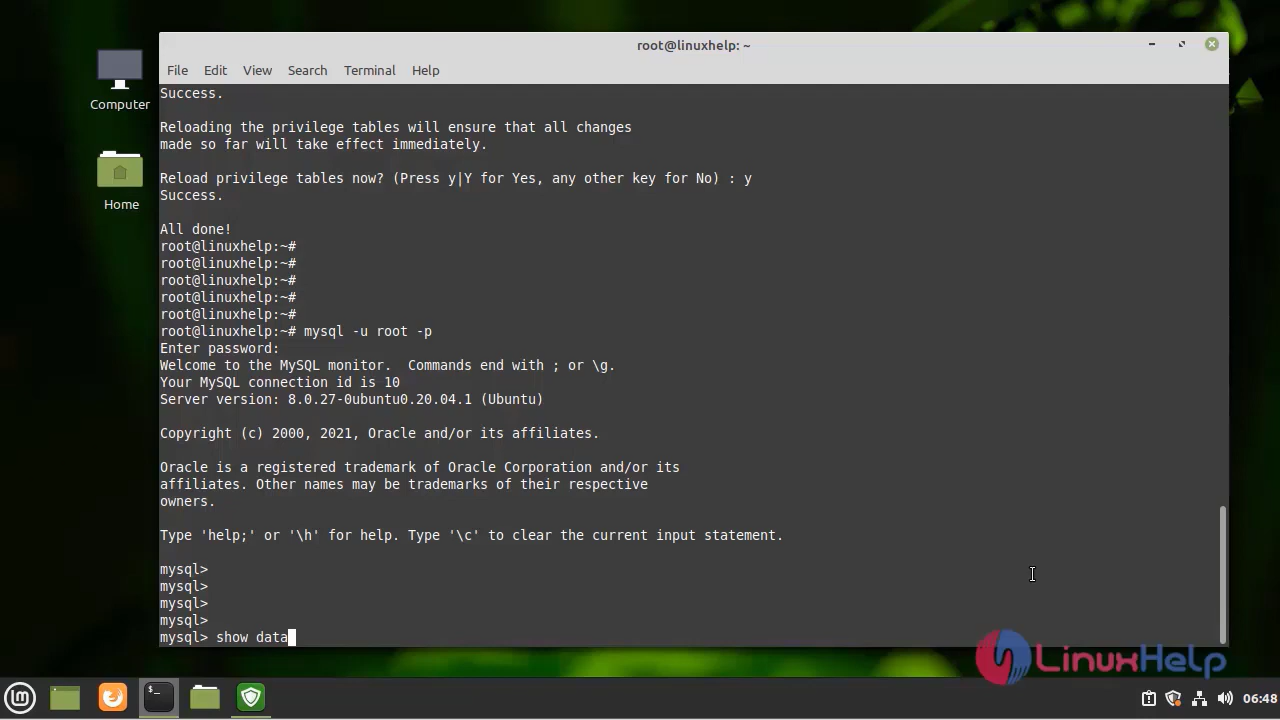 root@linuxhelp: ~
File Edit View Search Terminal Help
Computer
Home
Success.
Reloading the privilege tables will ensure that all changes
made so far will take effect immediately.
Reload privilege tables now? (Press y|Y for Yes, any other key for No) : y
Success.
All done!
root@linuxhelp:~#
root@linuxhelp:~#
root@linuxhelp:~#
root@linuxhelp:~#
root@linuxhelp:~#
root@linuxhelp:~# mysql -u root -p
Enter password:
Welcome to the MySQL monitor.  Commands end with ; or \g.
Your MySQL connection id is 10
Server version: 8.0.27-0ubuntu0.20.04.1 (Ubuntu)
Copyright (c) 2000, 2021, Oracle and/or its affiliates.
Oracle is a registered trademark of Oracle Corporation and/or its
affiliates. Other names may be trademarks of their respective
owners.
Type 'help;' or '\h' for help. Type '\c' to clear the current input statement.
mysql>
mysql>
mysql>
mysql>
mysql> show data
LinuxHelp
lm
$_
06:48